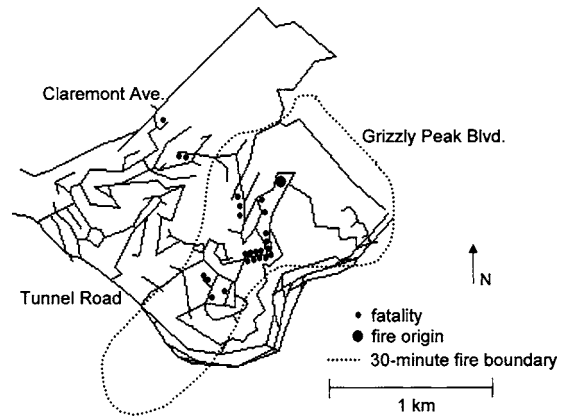 Claremont Ave.
Grizzly Peak Blvd.
N
Tunnel Road
fatality
fire origin
30-minute fire boundary
1 km